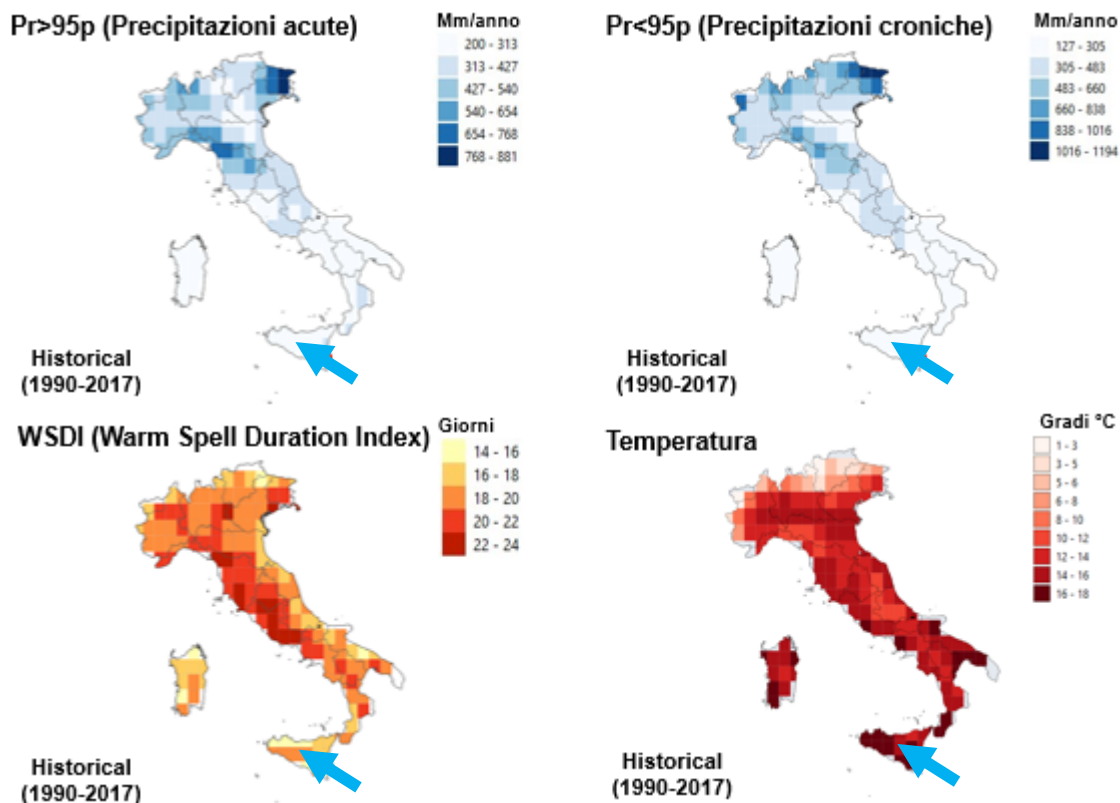 Pr>95p (Precipitazioni acute)
Mm/anno
200 - 313
313 - 427
427 - 540
540 - 654
654 - 768
768 - 881
Historical
(1990-2017)
Pr<95p (Precipitazioni croniche)
Mm/anno
127 - 305
305 - 483
483 - 660
660 - 838
838 - 1016
1016 - 1194
Historical
(1990-2017)
WSDI (Warm Spell Duration Index)
Giorni
14 - 16
16 - 18
18 - 20
20 - 22
22 - 24
Historical
(1990-2017)
Temperatura
Gradi °C
1 - 3
3 - 5
5 - 6
6 - 8
8 - 10
10 - 12
12 - 14
14 - 16
16 - 18
Historical
(1990-2017)